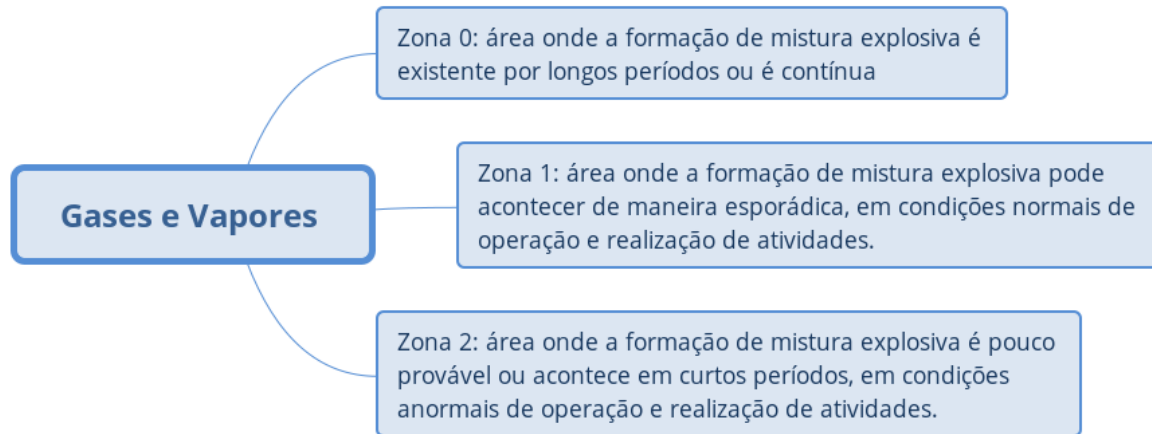 Zona 0: área onde a formação de mistura explosiva é
existente por longos períodos ou é contínua
Zona 1: área onde a formação de mistura explosiva pode
acontecer de maneira esporádica, em condições normais de
operação e realização de atividades.
Gases e Vapores
Zona 2: área onde a formação de mistura explosiva é pouco
provável ou acontece em curtos períodos, em condições
anormais de operação e realização de atividades.